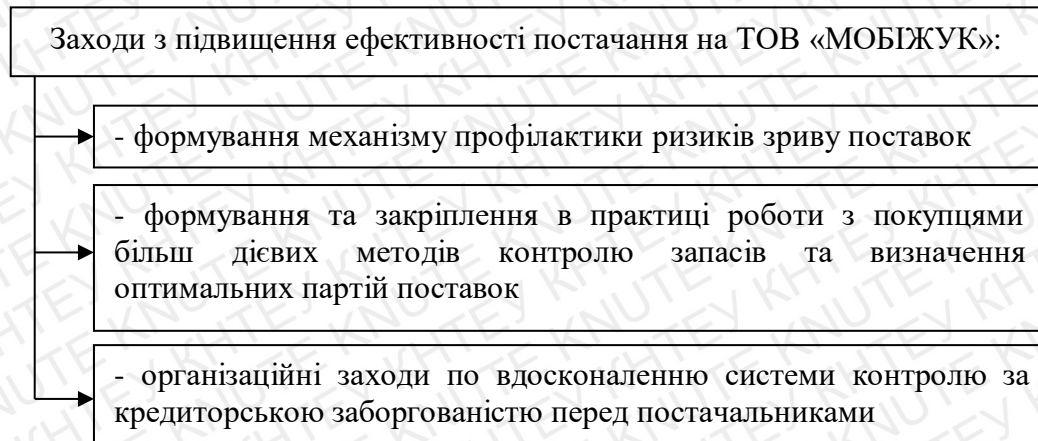 Заходи з підвищення ефективності постачання на ТОВ «МОБІЖУК»:
- формування механізму профілактики ризиків зриву поставок
- формування та закріплення в практиці роботи з покупцями
більш дієвих методів контролю запасів та визначення
оптимальних партій поставок
- організаційні заходи по вдосконаленню системи контролю за
кредиторською заборгованістю перед постачальниками